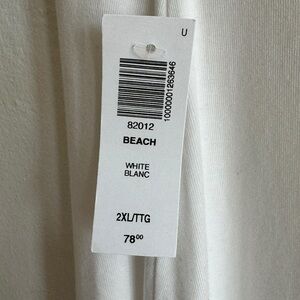 U
10000001263646
82012
BEACH
WHITE
BLANC
2XL/TTG
78⁰⁰